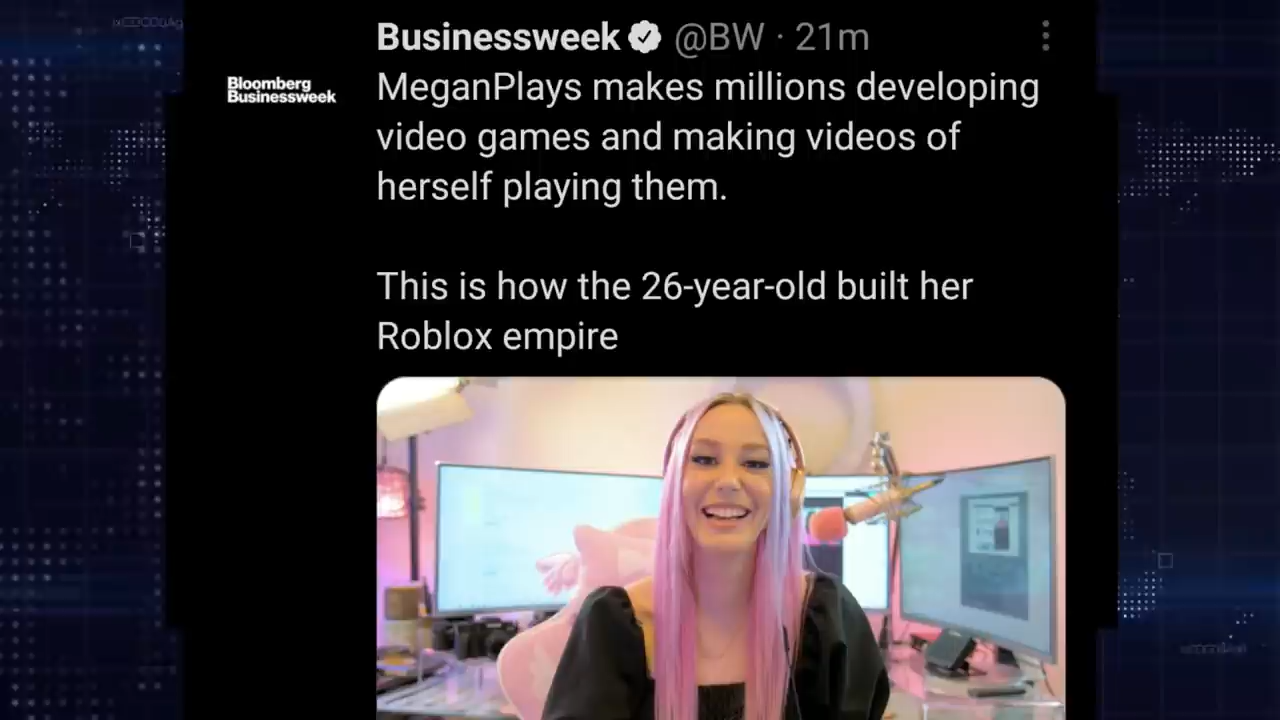 Businessweek @BW · 21m
Bloomberg
Businessweek
MeganPlays makes millions developing
video games and making videos of
herself playing them.
This is how the 26-year-old built her
Roblox empire